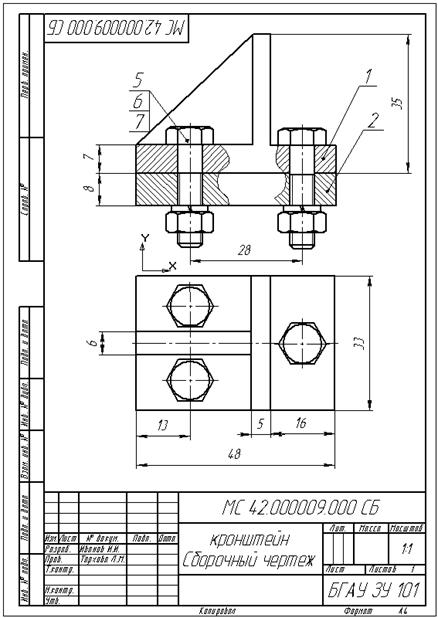 МС 42.000009.000 СБ
Перв. примен.
Справ. №
Подп. и дата
Инв. № дубл.
Взам. инв. №
Подп. и дата
Инв. № подл.
5
6
7
1
2
35
7
8
28
Y
X
6
33
13
5
16
48
МС 42.000009.000 СБ
Изм Лист № докум. Подп. Дата
Разраб. Иванов И.И.
Пров.
Т.контр.
Н.контр.
Утв.
кронштейн
Сборочный чертеж
Лит. Масса Масштаб
1:1
Лист Листов 1
БГАУ ЗУ 101
Копировал Формат А4